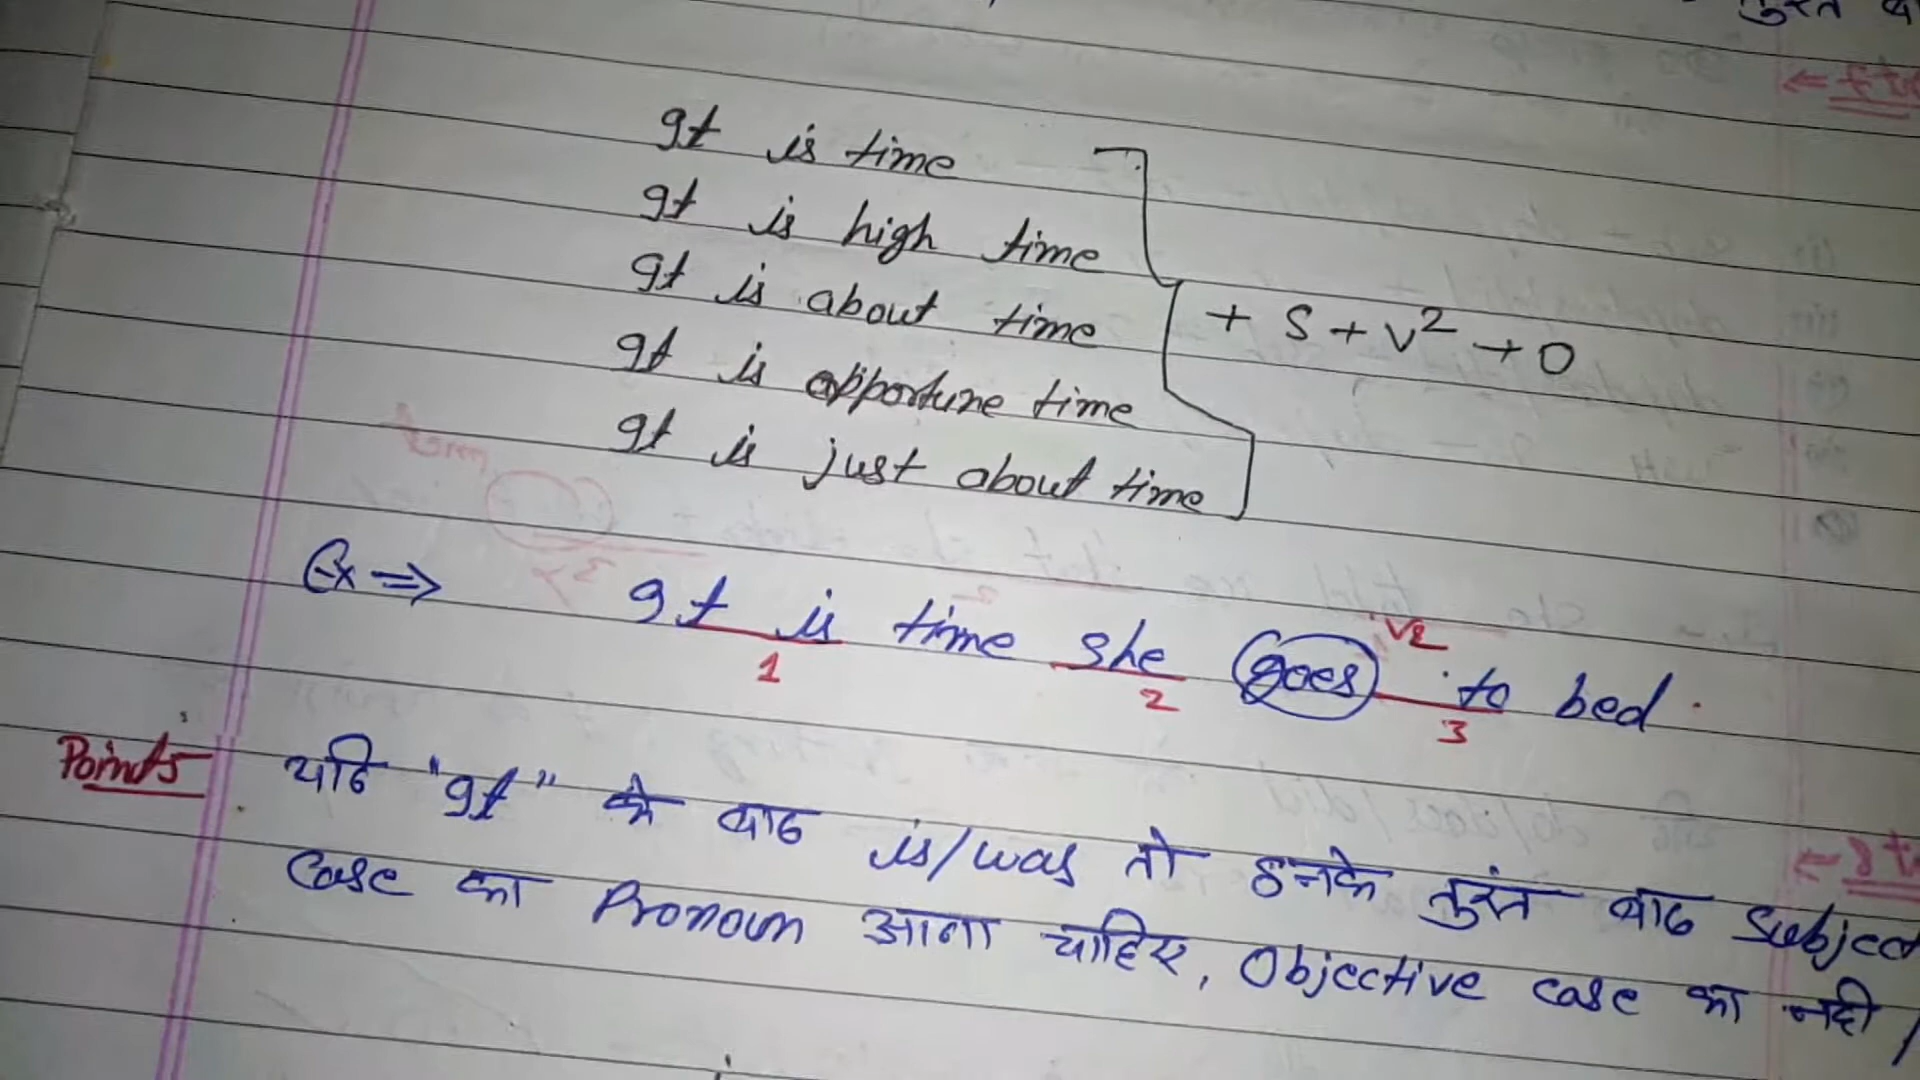 तुरंत
It is time
It is high time
It is about time
It is opportune time
It is just about time
+ S + V² + O
Ex ⇒ It is time she goes to bed.
V2
1 2 3
Points यदि "It" के बाद is/was तो इनके तुरंत बाद Subject
Case का Pronoun आना चाहिए, Objective case का नही /